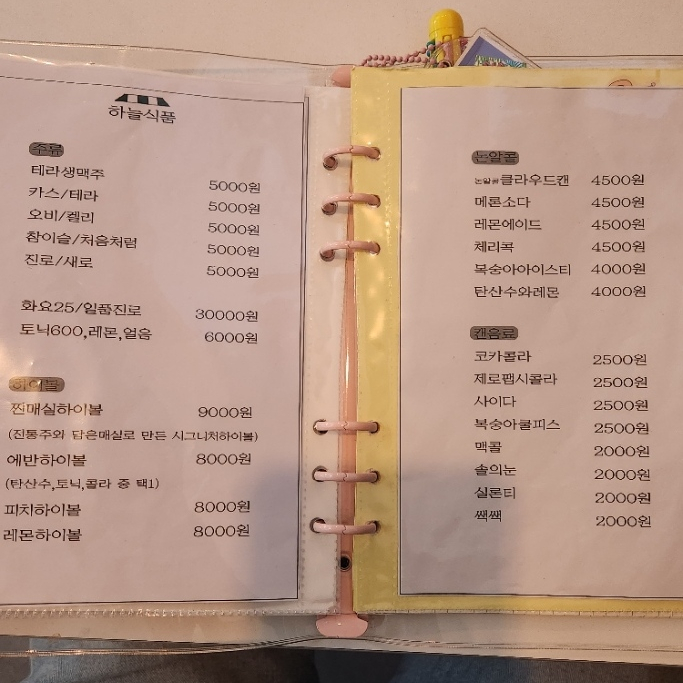 하늘식품
주류
테라생맥주 5000원
카스/테라 5000원
오비/켈리 5000원
참이슬/처음처럼 5000원
진로/새로 5000원
화요25/일품진로 30000원
토닉600,레몬,얼음 6000원
하이볼
찐매실하이볼 9000원
(전통주와 담은매실로 만든 시그니처하이볼)
에반하이볼 8000원
(탄산수,토닉,콜라 중 택1)
피치하이볼 8000원
레몬하이볼 8000원
논알콜
논알콜클라우드캔 4500원
메론소다 4500원
레몬에이드 4500원
체리콕 4500원
복숭아아이스티 4000원
탄산수와레몬 4000원
캔음료
코카콜라 2500원
제로펩시콜라 2500원
사이다 2500원
복숭아쿨피스 2500원
맥콜 2000원
솔의눈 2000원
실론티 2000원
쌕쌕 2000원